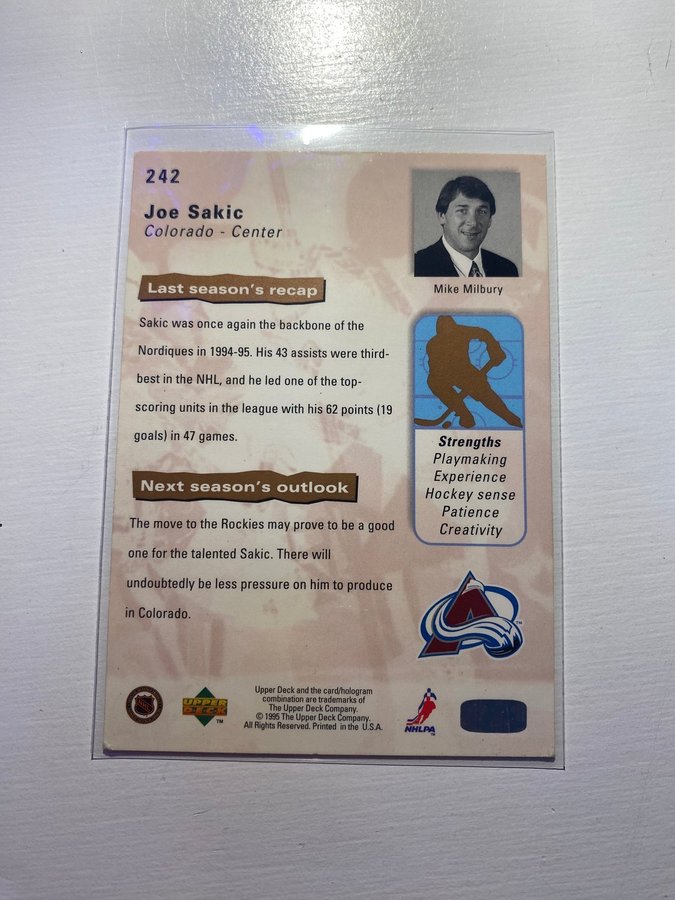 242
Joe Sakic
Colorado - Center
Mike Milbury
Last season's recap
Sakic was once again the backbone of the
Nordiques in 1994-95. His 43 assists were third-
best in the NHL, and he led one of the top-
scoring units in the league with his 62 points (19
goals) in 47 games.
Strengths
Playmaking
Experience
Hockey sense
Patience
Creativity
Next season's outlook
The move to the Rockies may prove to be a good
one for the talented Sakic. There will
undoubtedly be less pressure on him to produce
in Colorado.
A
TM
UPPER
DECK
TM
Upper Deck and the card/hologram
combination are trademarks of
The Upper Deck Company.
© 1995 The Upper Deck Company.
All Rights Reserved. Printed in the U.S.A.
NHLPA